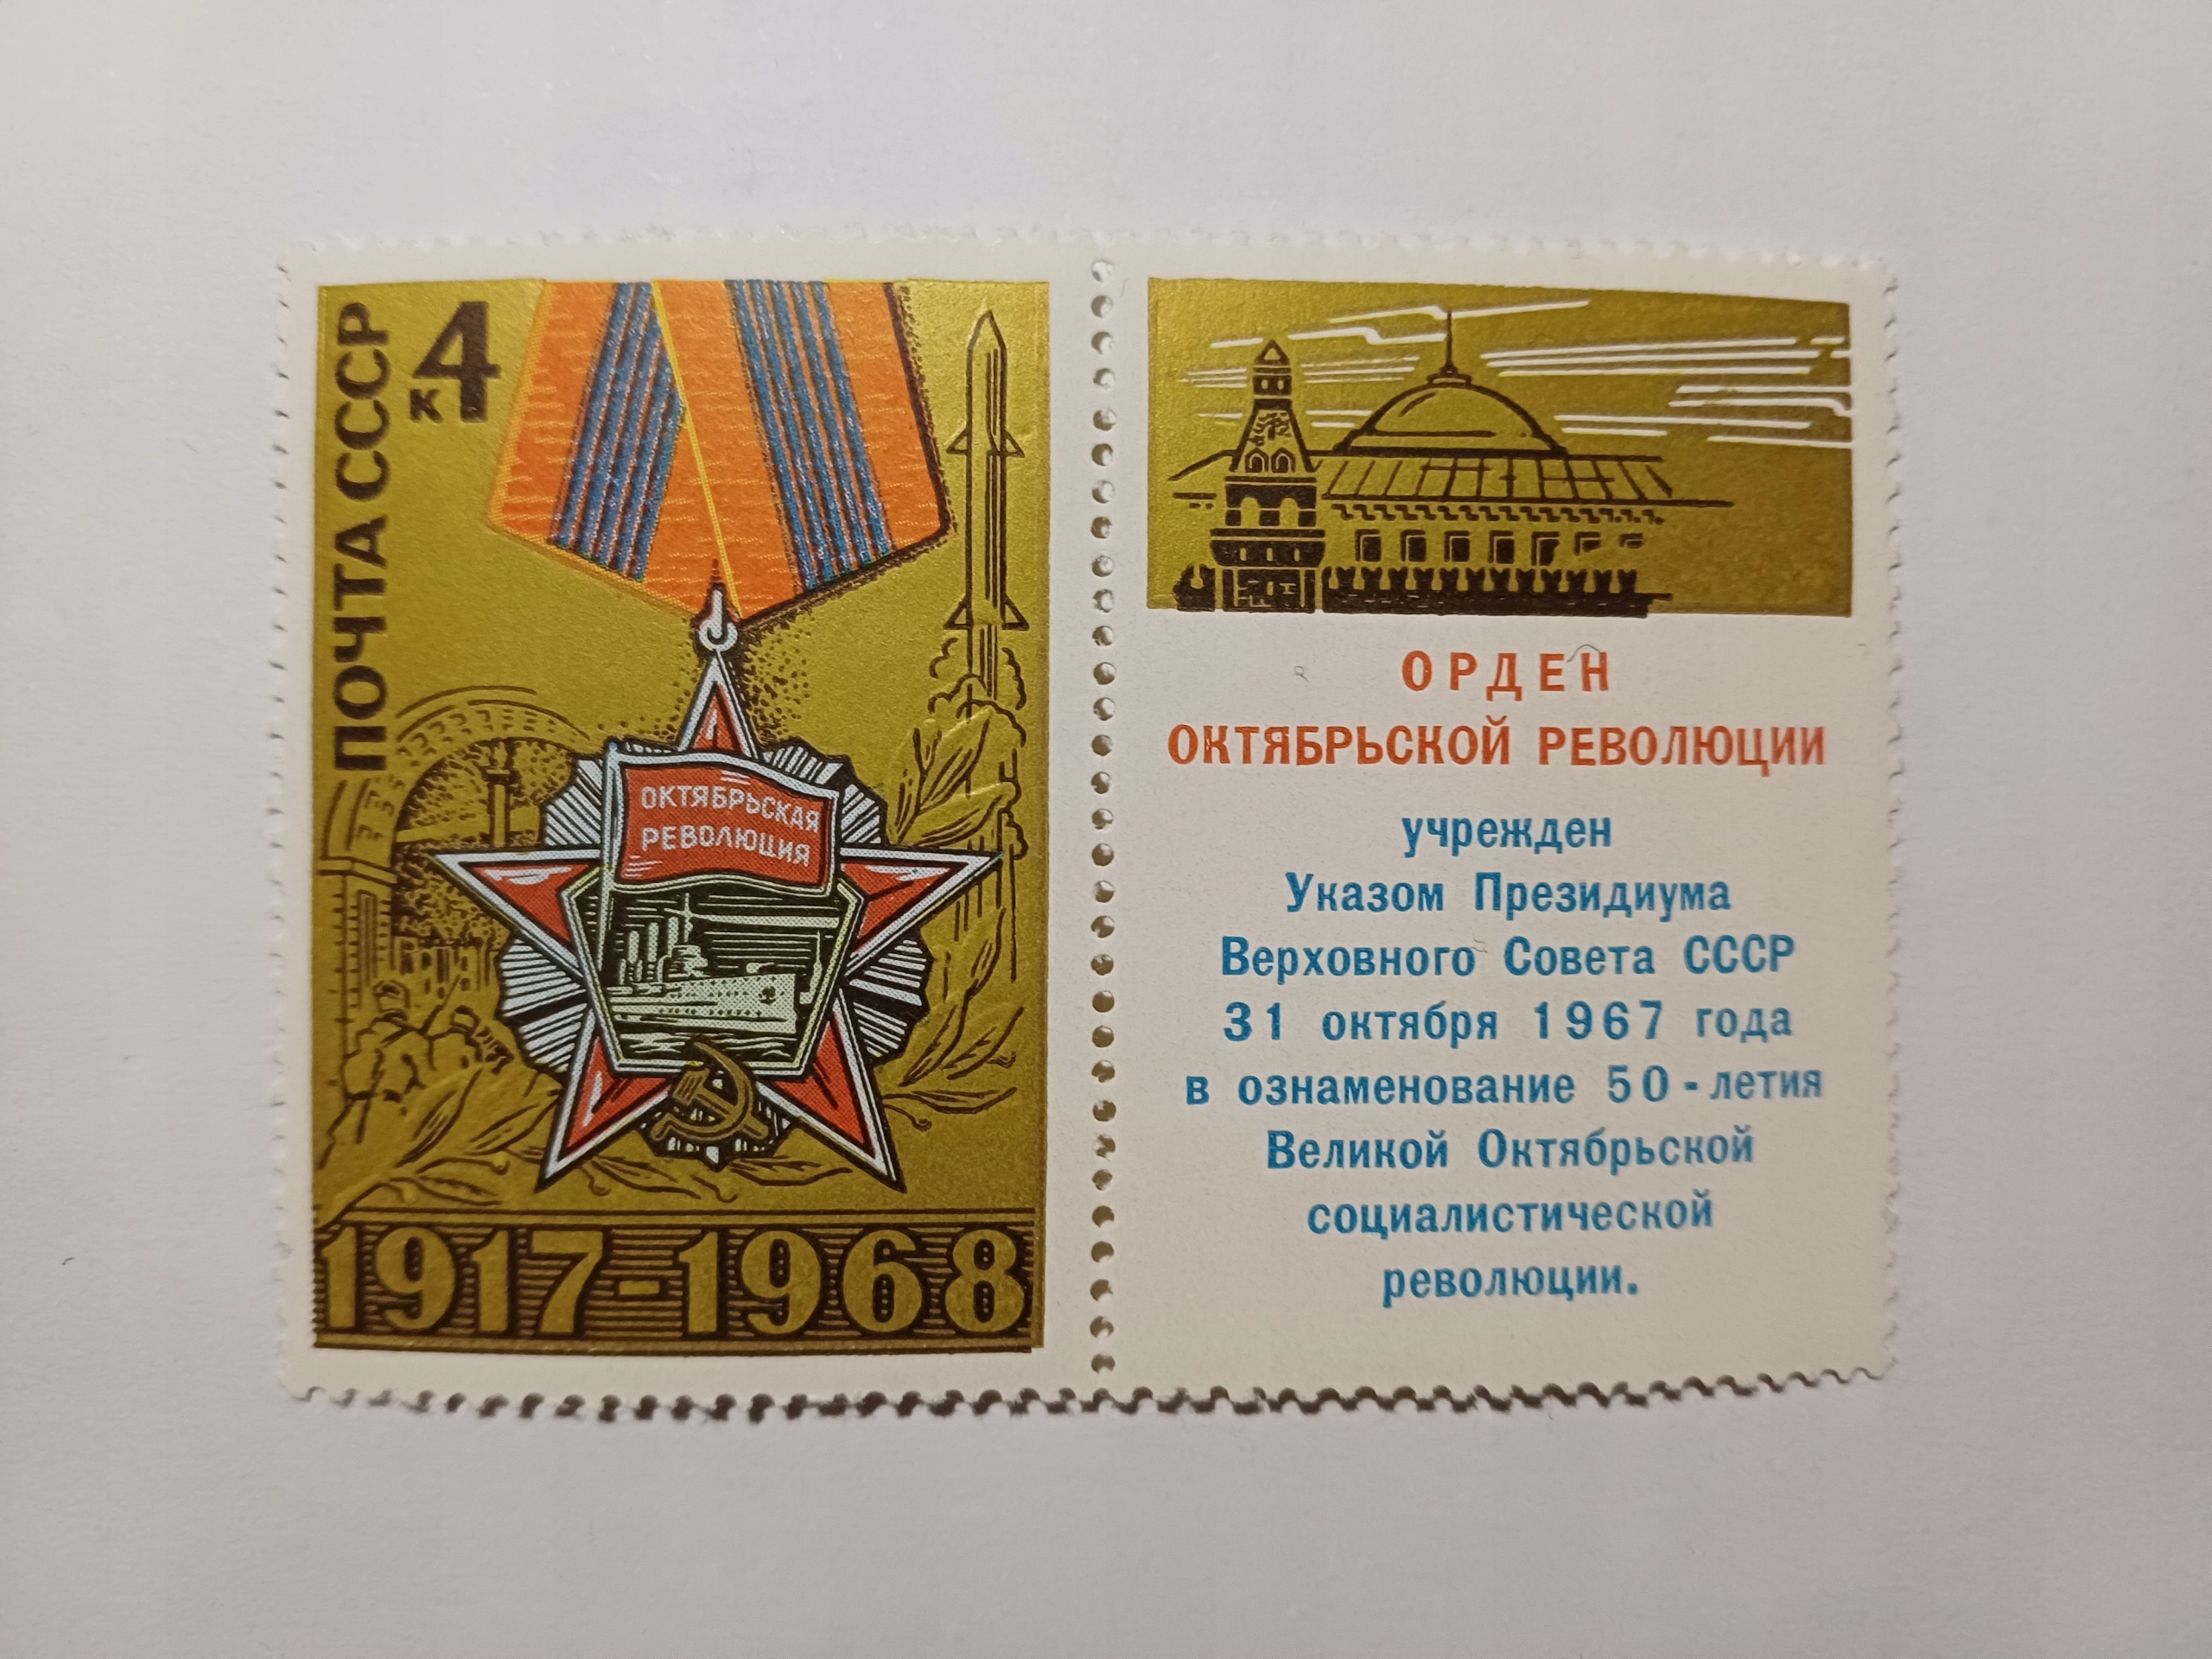 ПОЧТА СССР
4
к
ОКТЯБРЬСКАЯ
РЕВОЛЮЦИЯ
1917-1968
ОРДЕН
ОКТЯБРЬСКОЙ РЕВОЛЮЦИИ
учрежден
Указом Президиума
Верховного Совета СССР
31 октября 1967 года
в ознаменование 50-летия
Великой Октябрьской
социалистической
революции.